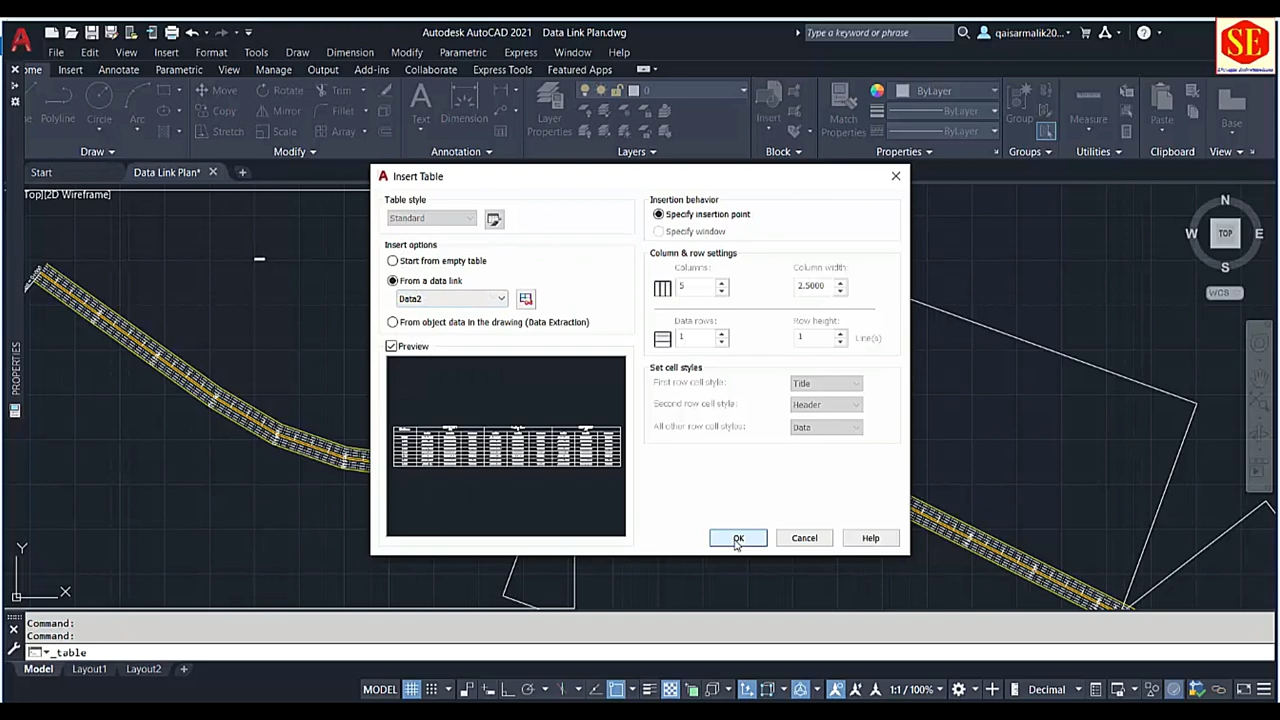 Autodesk AutoCAD 2021 Data Link Plan.dwg
Type a keyword or phrase
qaisarmalik20...
SE
File Edit View Insert Format Tools Draw Dimension Modify Parametric Express Window Help
ome Insert Annotate Parametric View Manage Output Add-ins Collaborate Express Tools Featured Apps
Polyline Circle Arc
Move Rotate Trim
Copy Mirror Fillet
Stretch Scale Array
Text Dimension
Layer Properties
0
Insert
Match Properties
ByLayer
ByLayer
ByLayer
Group
Measure
Paste
Base
Draw Modify Annotation Layers Block Properties Groups Utilities Clipboard View
Start Data Link Plan*
Top][2D Wireframe]
N
W TOP E
S
WCS
PROPERTIES
Insert Table
Table style
Standard
Insert options
Start from empty table
From a data link
Data2
From object data in the drawing (Data Extraction)
Preview
Insertion behavior
Specify insertion point
Specify window
Column & row settings
Columns: Column width:
5 2.5000
Data rows: Row height:
1 1 Line(s)
Set cell styles
First row cell style: Title
Second row cell style: Header
All other row cell styles: Data
OK Cancel Help
Y
X
Command:
Command:
_table
Model Layout1 Layout2
MODEL 1:1 / 100% Decimal